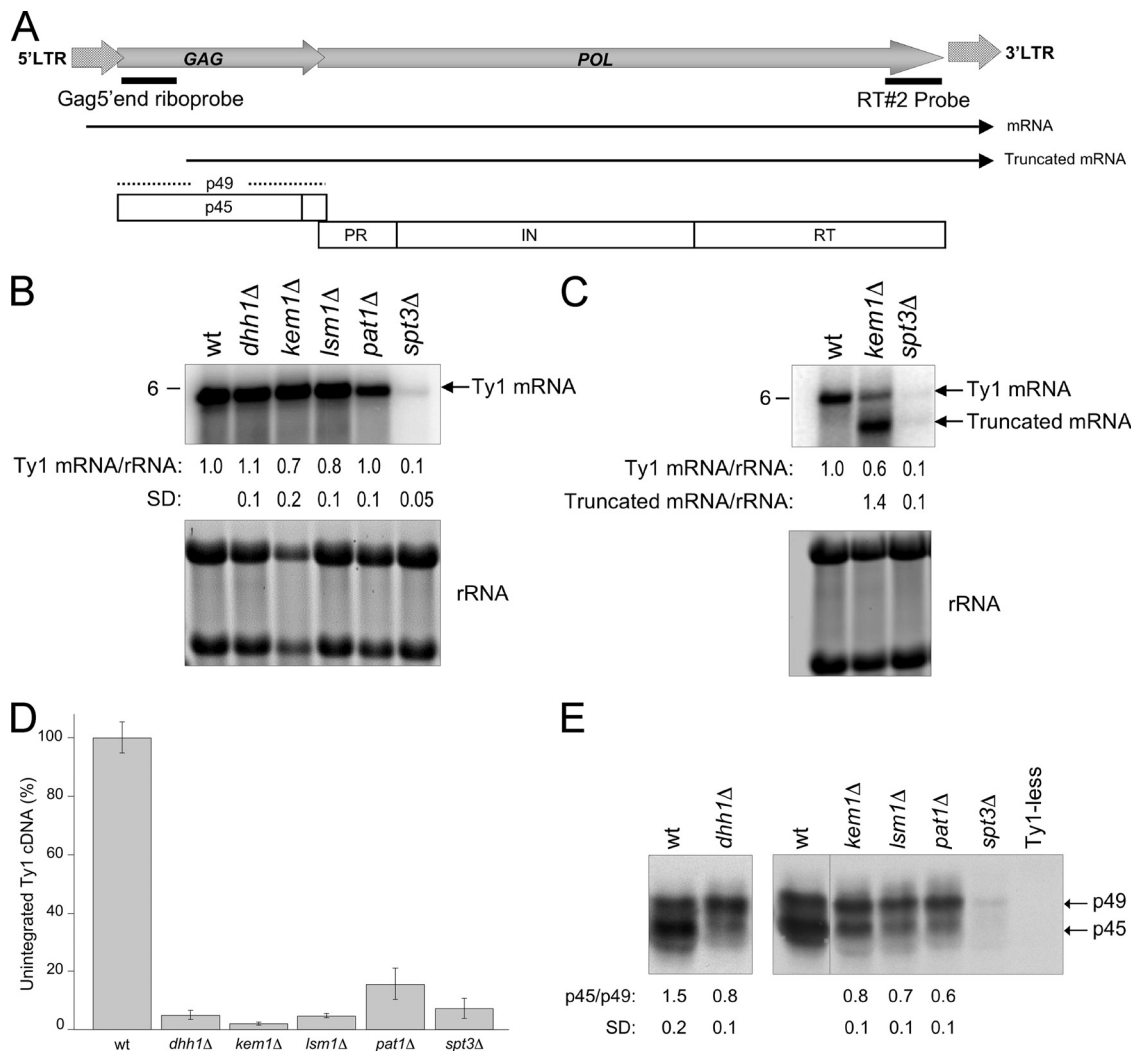 A
5'LTR
GAG
POL
3'LTR
Gag5'end riboprobe
RT#2 Probe
mRNA
Truncated mRNA
p49
p45
PR
IN
RT
B
wt
dhh1Δ
kem1Δ
lsm1Δ
pat1Δ
spt3Δ
6
Ty1 mRNA
Ty1 mRNA/rRNA: 1.0 1.1 0.7 0.8 1.0 0.1
SD: 0.1 0.2 0.1 0.1 0.05
rRNA
C
wt
kem1Δ
spt3Δ
6
Ty1 mRNA
Truncated mRNA
Ty1 mRNA/rRNA: 1.0 0.6 0.1
Truncated mRNA/rRNA: 1.4 0.1
rRNA
D
Unintegrated Ty1 cDNA (%)
100
80
60
40
20
0
wt dhh1Δ kem1Δ lsm1Δ pat1Δ spt3Δ
E
wt
dhh1Δ
wt
kem1Δ
lsm1Δ
pat1Δ
spt3Δ
Ty1-less
p49
p45
p45/p49: 1.5 0.8 0.8 0.7 0.6
SD: 0.2 0.1 0.1 0.1 0.1